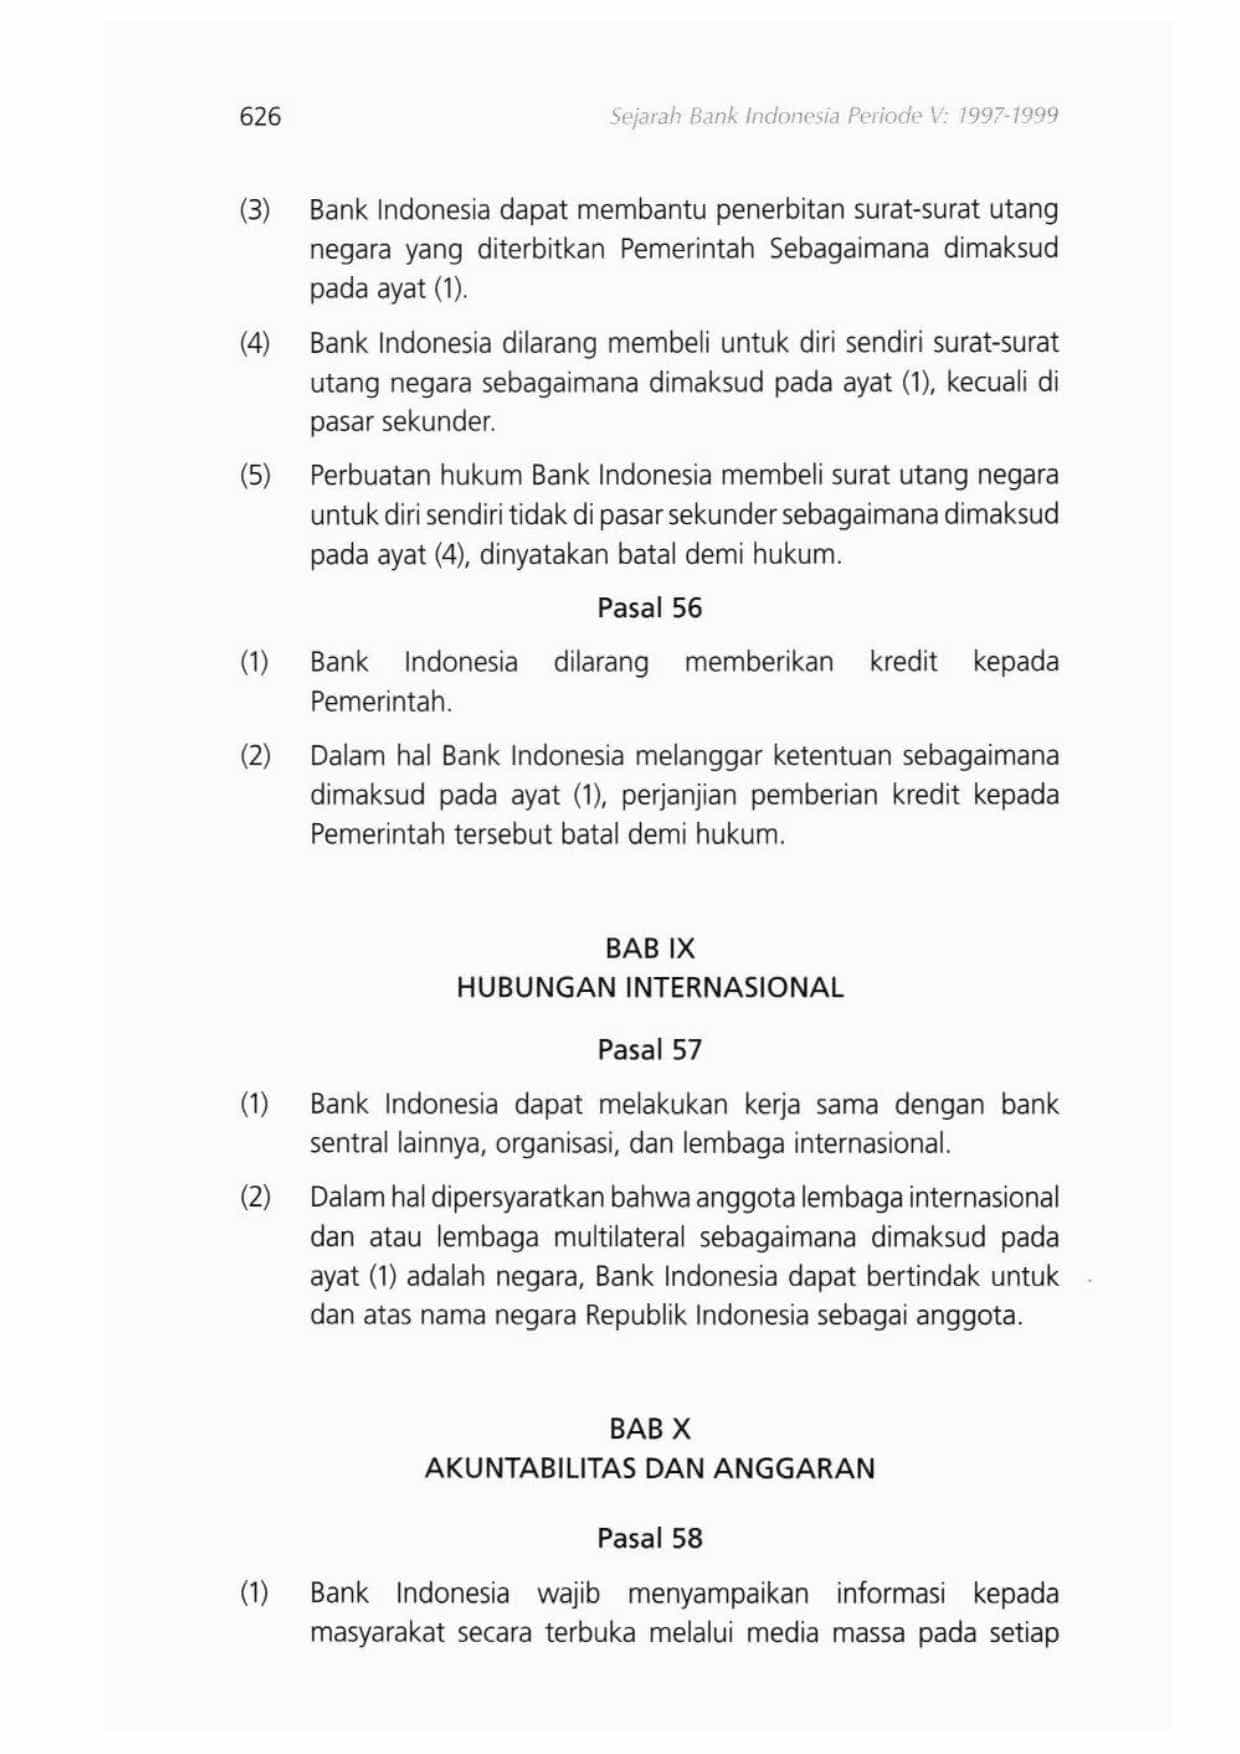 626 Sejarah Bank Indonesia Periode V: 1997-1999
(3) Bank Indonesia dapat membantu penerbitan surat-surat utang
negara yang diterbitkan Pemerintah Sebagaimana dimaksud
pada ayat (1).
(4) Bank Indonesia dilarang membeli untuk diri sendiri surat-surat
utang negara sebagaimana dimaksud pada ayat (1), kecuali di
pasar sekunder.
(5) Perbuatan hukum Bank Indonesia membeli surat utang negara
untuk diri sendiri tidak di pasar sekunder sebagaimana dimaksud
pada ayat (4), dinyatakan batal demi hukum.
Pasal 56
(1) Bank Indonesia dilarang memberikan kredit kepada
Pemerintah.
(2) Dalam hal Bank Indonesia melanggar ketentuan sebagaimana
dimaksud pada ayat (1), perjanjian pemberian kredit kepada
Pemerintah tersebut batal demi hukum.
BAB IX
HUBUNGAN INTERNASIONAL
Pasal 57
(1) Bank Indonesia dapat melakukan kerja sama dengan bank
sentral lainnya, organisasi, dan lembaga internasional.
(2) Dalam hal dipersyaratkan bahwa anggota lembaga internasional
dan atau lembaga multilateral sebagaimana dimaksud pada
ayat (1) adalah negara, Bank Indonesia dapat bertindak untuk
dan atas nama negara Republik Indonesia sebagai anggota.
BAB X
AKUNTABILITAS DAN ANGGARAN
Pasal 58
(1) Bank Indonesia wajib menyampaikan informasi kepada
masyarakat secara terbuka melalui media massa pada setiap